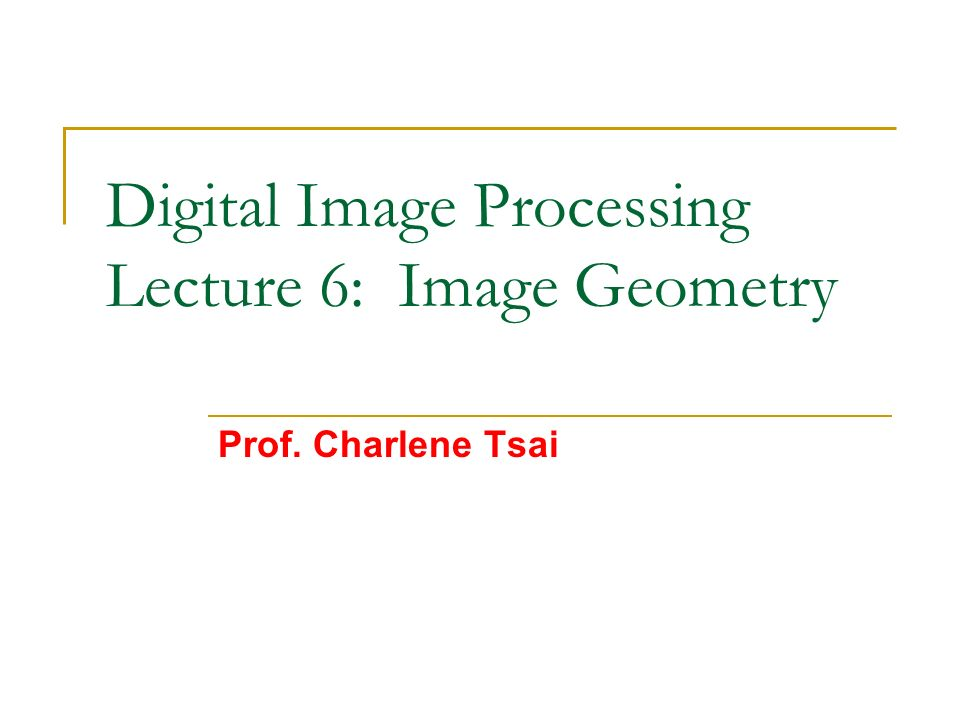 Digital Image Processing
Lecture 6:  Image Geometry
Prof. Charlene Tsai